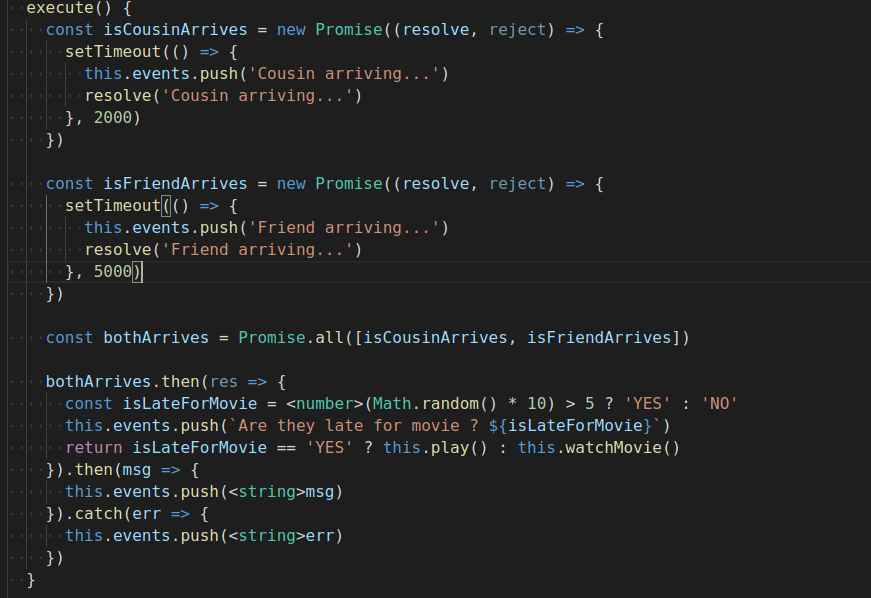 execute() {
const isCousinArrives = new Promise((resolve, reject) => {
setTimeout(() => {
this.events.push('Cousin arriving...')
resolve('Cousin arriving...')
}, 2000)
})
const isFriendArrives = new Promise((resolve, reject) => {
setTimeout(() => {
this.events.push('Friend arriving...')
resolve('Friend arriving...')
}, 5000)
})
const bothArrives = Promise.all([isCousinArrives, isFriendArrives])
bothArrives.then(res => {
const isLateForMovie = <number>(Math.random() * 10) > 5 ? 'YES' : 'NO'
this.events.push(`Are they late for movie ? ${isLateForMovie}`)
return isLateForMovie == 'YES' ? this.play() : this.watchMovie()
}).then(msg => {
this.events.push(<string>msg)
}).catch(err => {
this.events.push(<string>err)
})
}